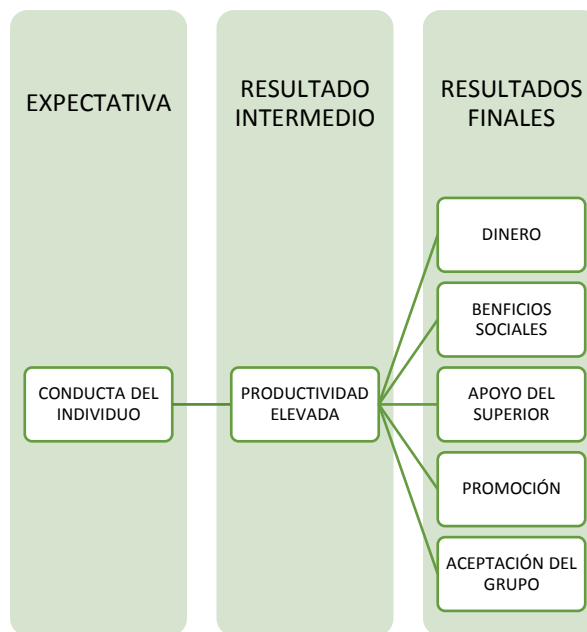 EXPECTATIVA
RESULTADO
INTERMEDIO
RESULTADOS
FINALES
CONDUCTA DEL
INDIVIDUO
PRODUCTIVIDAD
ELEVADA
DINERO
BENFICIOS
SOCIALES
APOYO DEL
SUPERIOR
PROMOCIÓN
ACEPTACIÓN DEL
GRUPO